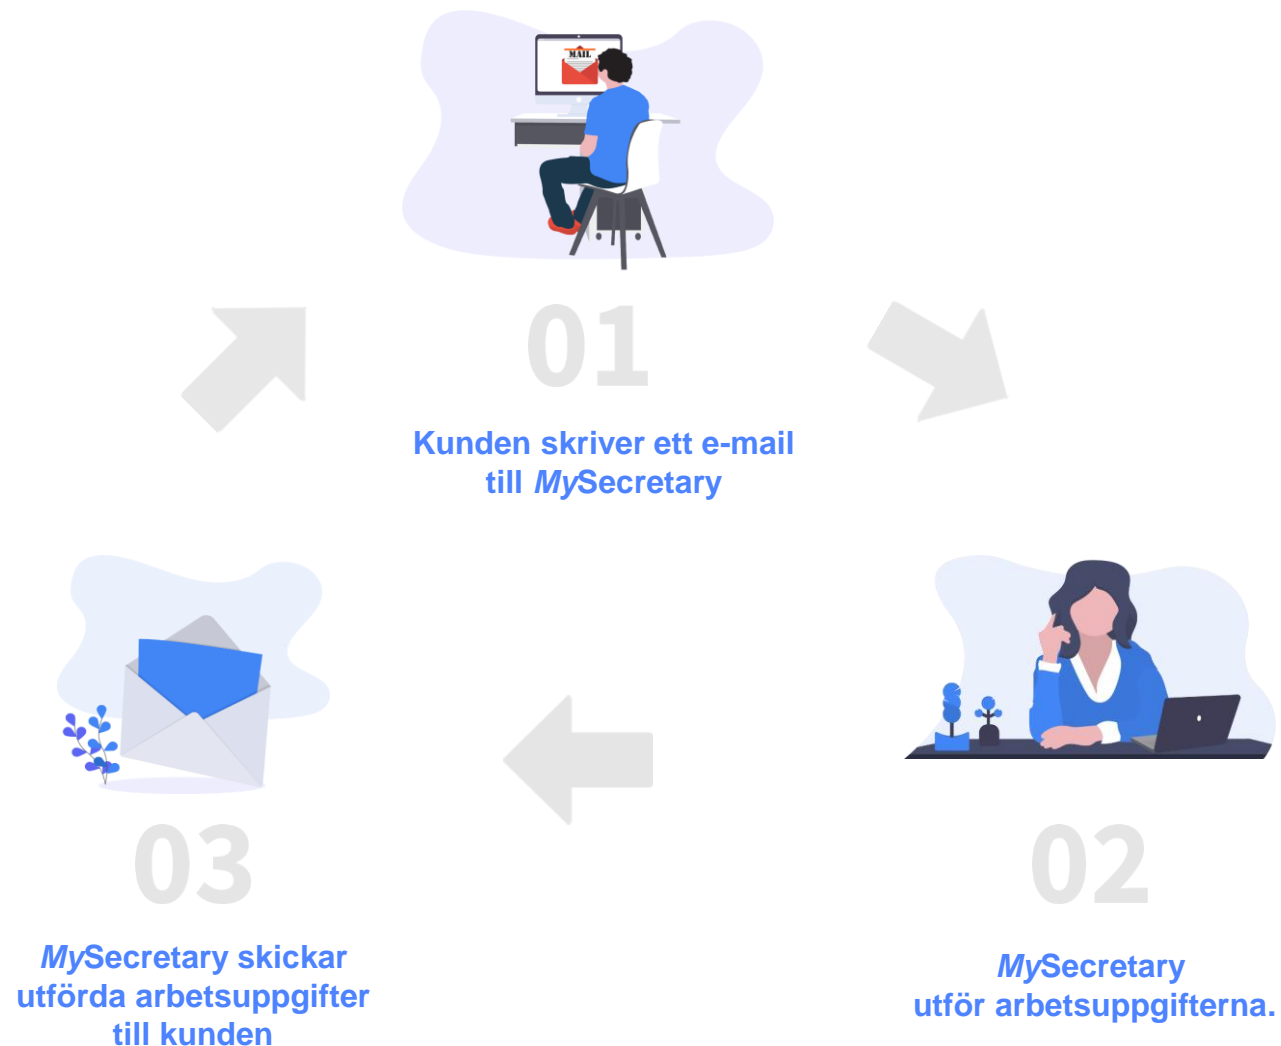 MAIL
01
Kunden skriver ett e-mail
till MySecretary
02
MySecretary
utför arbetsuppgifterna.
03
MySecretary skickar
utförda arbetsuppgifter
till kunden